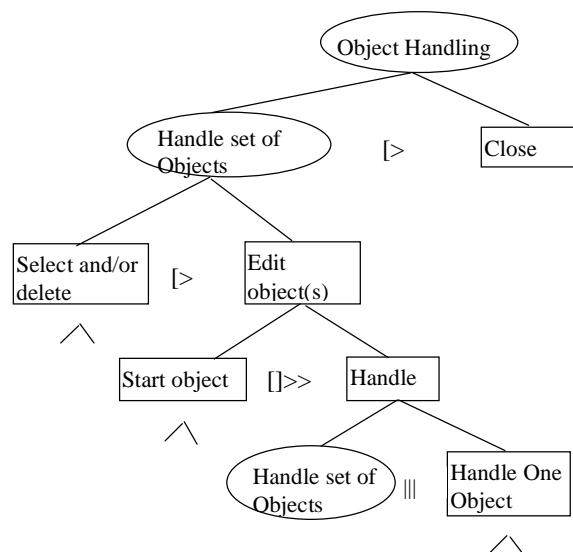 Object Handling
Handle set of
Objects
[>
Close
Select and/or
delete
[>
Edit
object(s)
Start object
[]>>
Handle
Handle set of
Objects
|||
Handle One
Object